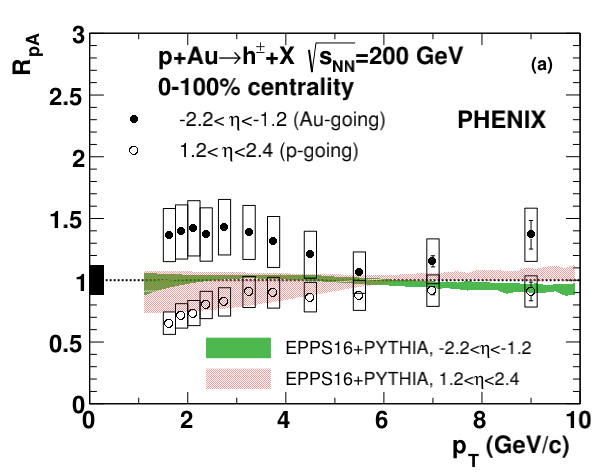 R_pA
3
2.5
2
1.5
1
0.5
0
p+Au→h±+X √s_NN=200 GeV
(a)
0-100% centrality
-2.2<η<-1.2 (Au-going)
PHENIX
1.2<η<2.4 (p-going)
EPPS16+PYTHIA, -2.2<η<-1.2
EPPS16+PYTHIA, 1.2<η<2.4
0 2 4 6 8 10
p_T (GeV/c)